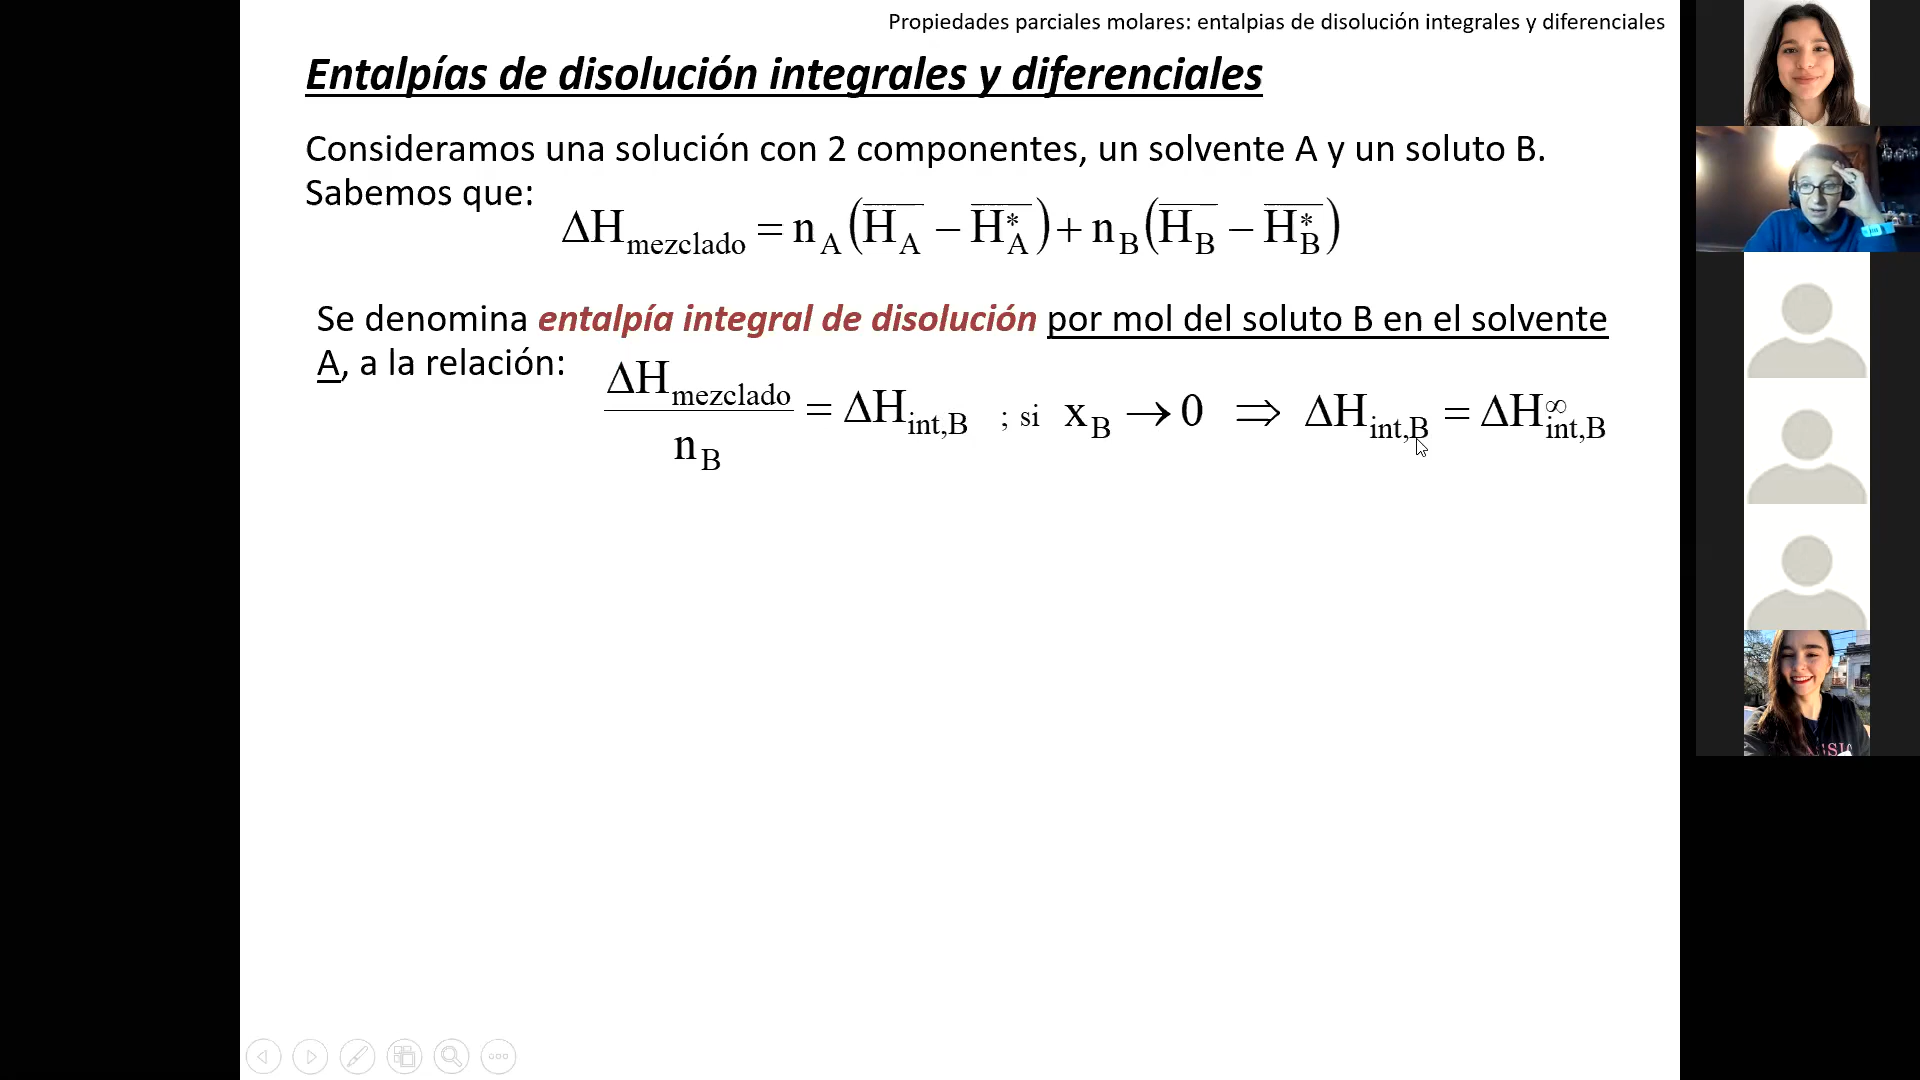 Propiedades parciales molares: entalpias de disolución integrales y diferenciales
Entalpías de disolución integrales y diferenciales
Consideramos una solución con 2 componentes, un solvente A y un soluto B.
Sabemos que:
ΔH_mezclado = n_A (H̅_A − H̅*_A) + n_B (H̅_B − H̅*_B)
Se denomina entalpía integral de disolución por mol del soluto B en el solvente
A, a la relación:
ΔH_mezclado / n_B = ΔH_int,B ; si x_B → 0 ⇒ ΔH_int,B = ΔH^∞_int,B